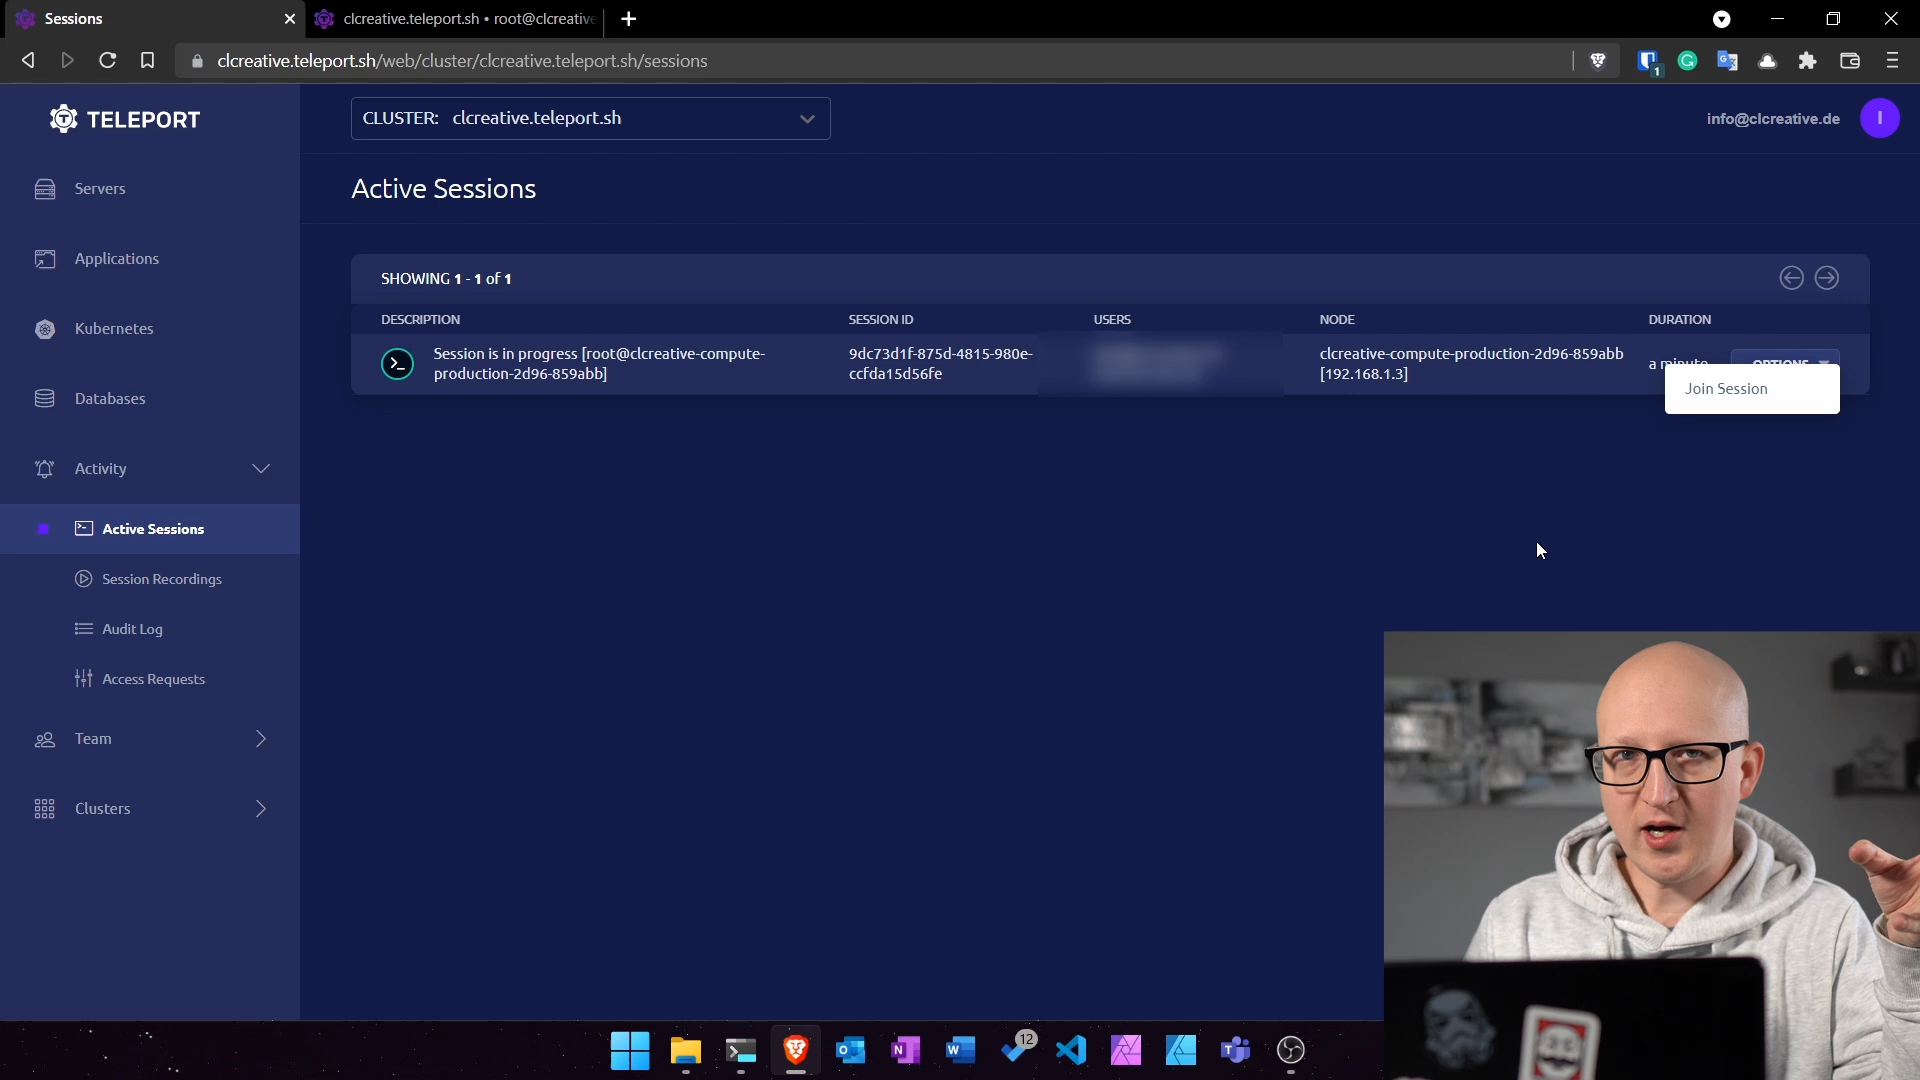 Sessions
clcreative.teleport.sh • root@clcreative
clcreative.teleport.sh/web/cluster/clcreative.teleport.sh/sessions
1
TELEPORT
CLUSTER: clcreative.teleport.sh
info@clcreative.de
I
Servers
Applications
Kubernetes
Databases
Activity
Active Sessions
Session Recordings
Audit Log
Access Requests
Team
Clusters
Active Sessions
SHOWING 1 - 1 of 1
DESCRIPTION
SESSION ID
USERS
NODE
DURATION
Session is in progress [root@clcreative-compute-
production-2d96-859abb]
9dc73d1f-875d-4815-980e-
ccfda15d56fe
clcreative-compute-production-2d96-859abb
[192.168.1.3]
a minute
OPTIONS
Join Session
12